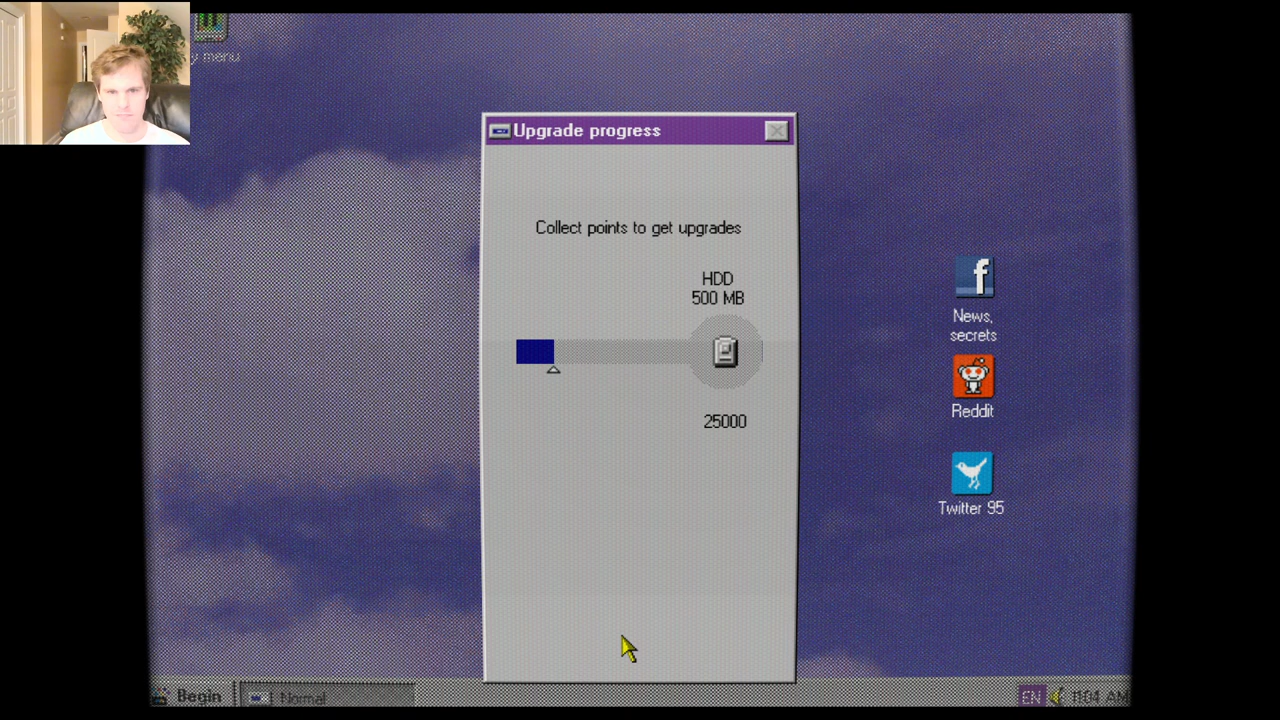 y menu
Upgrade progress
Collect points to get upgrades
HDD
500 MB
25000
f
News,
secrets
Reddit
Twitter 95
Begin
Normal
EN
11:04 AM